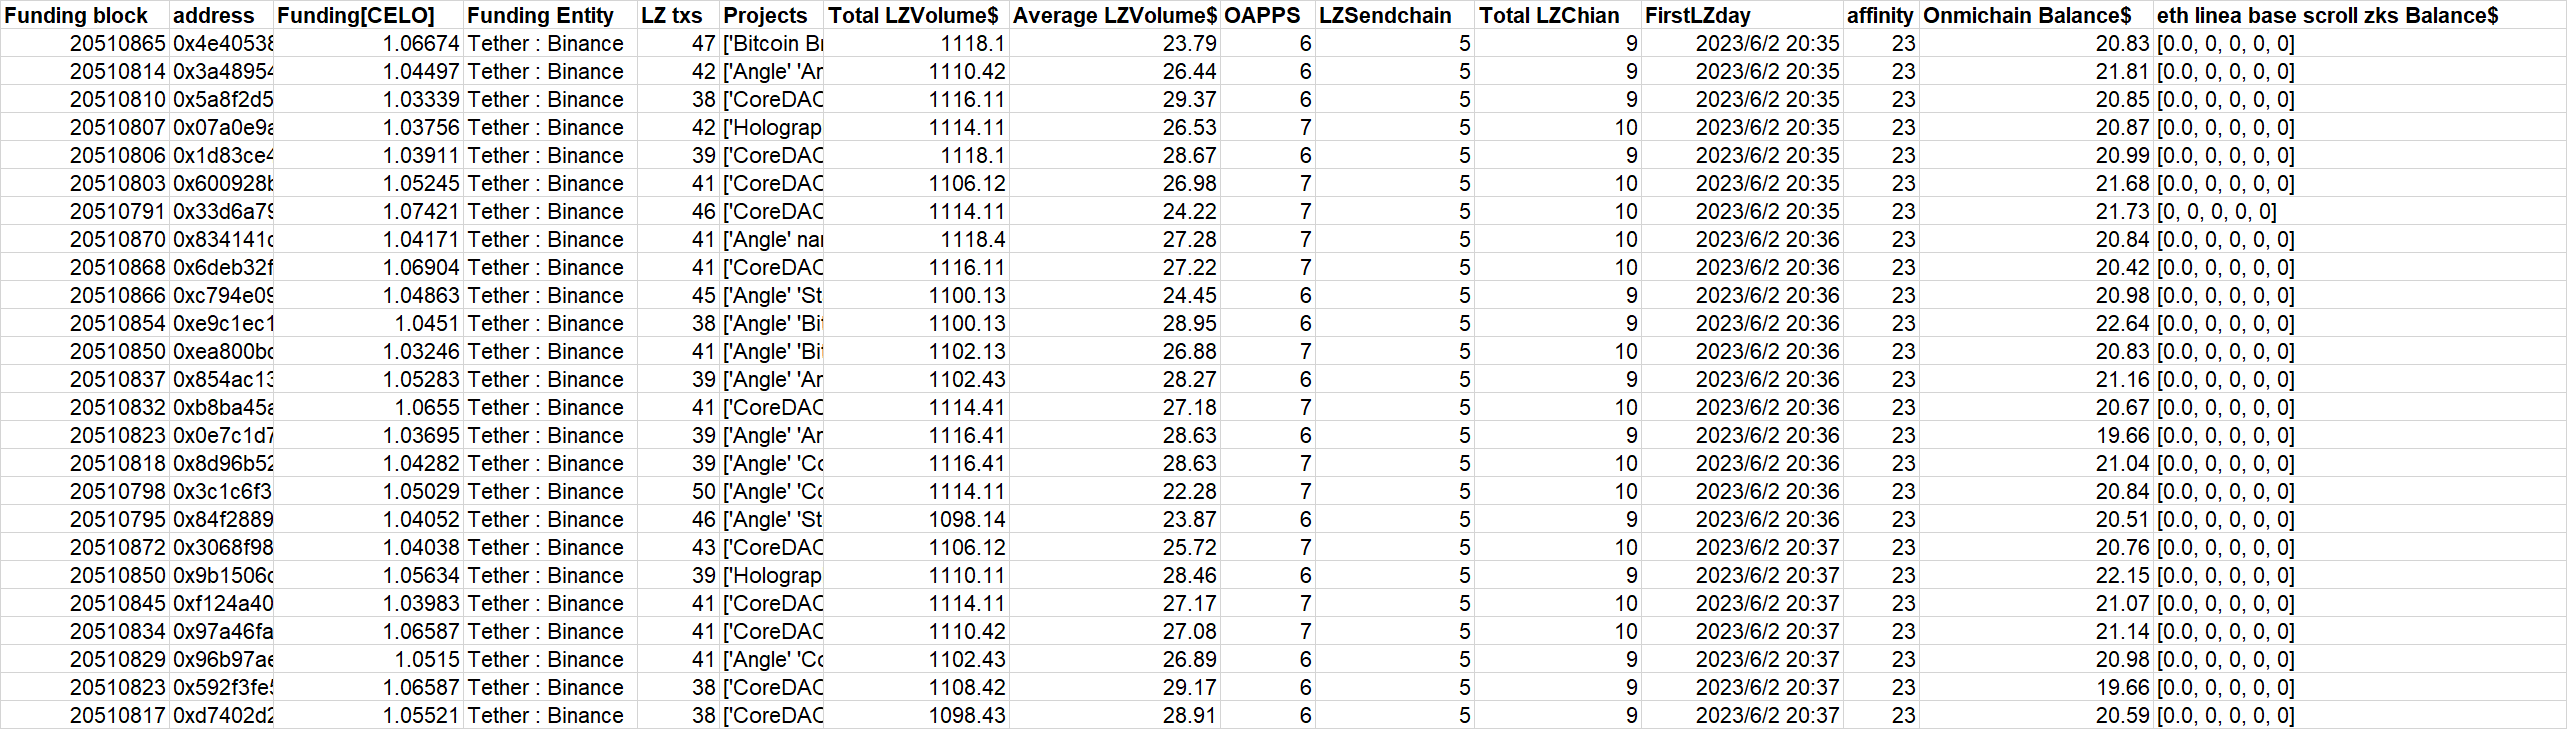 Funding block address Funding[CELO] Funding Entity LZ txs Projects Total LZVolume$ Average LZVolume$ OAPPS LZSendchain Total LZChian FirstLZday affinity Onmichain Balance$ eth linea base scroll zks Balance$
20510865 0x4e40538 1.06674 Tether : Binance 47 ['Bitcoin Br 1118.1 23.79 6 5 9 2023/6/2 20:35 23 20.83 [0.0, 0, 0, 0, 0]
20510814 0x3a48954 1.04497 Tether : Binance 42 ['Angle' 'Ar 1110.42 26.44 6 5 9 2023/6/2 20:35 23 21.81 [0.0, 0, 0, 0, 0]
20510810 0x5a8f2d5 1.03339 Tether : Binance 38 ['CoreDAO 1116.11 29.37 6 5 9 2023/6/2 20:35 23 20.85 [0.0, 0, 0, 0, 0]
20510807 0x07a0e9a 1.03756 Tether : Binance 42 ['Holograp 1114.11 26.53 7 5 10 2023/6/2 20:35 23 20.87 [0.0, 0, 0, 0, 0]
20510806 0x1d83ce4 1.03911 Tether : Binance 39 ['CoreDAO 1118.1 28.67 6 5 9 2023/6/2 20:35 23 20.99 [0.0, 0, 0, 0, 0]
20510803 0x600928b 1.05245 Tether : Binance 41 ['CoreDAO 1106.12 26.98 7 5 10 2023/6/2 20:35 23 21.68 [0.0, 0, 0, 0, 0]
20510791 0x33d6a79 1.07421 Tether : Binance 46 ['CoreDAO 1114.11 24.22 7 5 10 2023/6/2 20:35 23 21.73 [0, 0, 0, 0, 0]
20510870 0x834141c 1.04171 Tether : Binance 41 ['Angle' nar 1118.4 27.28 7 5 10 2023/6/2 20:36 23 20.84 [0.0, 0, 0, 0, 0]
20510868 0x6deb32f 1.06904 Tether : Binance 41 ['CoreDAO 1116.11 27.22 7 5 10 2023/6/2 20:36 23 20.42 [0.0, 0, 0, 0, 0]
20510866 0xc794e09 1.04863 Tether : Binance 45 ['Angle' 'St 1100.13 24.45 6 5 9 2023/6/2 20:36 23 20.98 [0.0, 0, 0, 0, 0]
20510854 0xe9c1ec1 1.0451 Tether : Binance 38 ['Angle' 'Bit 1100.13 28.95 6 5 9 2023/6/2 20:36 23 22.64 [0.0, 0, 0, 0, 0]
20510850 0xea800bc 1.03246 Tether : Binance 41 ['Angle' 'Bit 1102.13 26.88 7 5 10 2023/6/2 20:36 23 20.83 [0.0, 0, 0, 0, 0]
20510837 0x854ac13 1.05283 Tether : Binance 39 ['Angle' 'Ar 1102.43 28.27 6 5 9 2023/6/2 20:36 23 21.16 [0.0, 0, 0, 0, 0]
20510832 0xb8ba45a 1.0655 Tether : Binance 41 ['CoreDAO 1114.41 27.18 7 5 10 2023/6/2 20:36 23 20.67 [0.0, 0, 0, 0, 0]
20510823 0x0e7c1d7 1.03695 Tether : Binance 39 ['Angle' 'Ar 1116.41 28.63 6 5 9 2023/6/2 20:36 23 19.66 [0.0, 0, 0, 0, 0]
20510818 0x8d96b52 1.04282 Tether : Binance 39 ['Angle' 'Co 1116.41 28.63 7 5 10 2023/6/2 20:36 23 21.04 [0.0, 0, 0, 0, 0]
20510798 0x3c1c6f3 1.05029 Tether : Binance 50 ['Angle' 'Co 1114.11 22.28 7 5 10 2023/6/2 20:36 23 20.84 [0.0, 0, 0, 0, 0]
20510795 0x84f2889 1.04052 Tether : Binance 46 ['Angle' 'St 1098.14 23.87 6 5 9 2023/6/2 20:36 23 20.51 [0.0, 0, 0, 0, 0]
20510872 0x3068f98 1.04038 Tether : Binance 43 ['CoreDAO 1106.12 25.72 7 5 10 2023/6/2 20:37 23 20.76 [0.0, 0, 0, 0, 0]
20510850 0x9b1506c 1.05634 Tether : Binance 39 ['Holograp 1110.11 28.46 6 5 9 2023/6/2 20:37 23 22.15 [0.0, 0, 0, 0, 0]
20510845 0xf124a40 1.03983 Tether : Binance 41 ['CoreDAO 1114.11 27.17 7 5 10 2023/6/2 20:37 23 21.07 [0.0, 0, 0, 0, 0]
20510834 0x97a46fa 1.06587 Tether : Binance 41 ['CoreDAO 1110.42 27.08 7 5 10 2023/6/2 20:37 23 21.14 [0.0, 0, 0, 0, 0]
20510829 0x96b97ae 1.0515 Tether : Binance 41 ['Angle' 'Co 1102.43 26.89 6 5 9 2023/6/2 20:37 23 20.98 [0.0, 0, 0, 0, 0]
20510823 0x592f3fe5 1.06587 Tether : Binance 38 ['CoreDAO 1108.42 29.17 6 5 9 2023/6/2 20:37 23 19.66 [0.0, 0, 0, 0, 0]
20510817 0xd7402d2 1.05521 Tether : Binance 38 ['CoreDAO 1098.43 28.91 6 5 9 2023/6/2 20:37 23 20.59 [0.0, 0, 0, 0, 0]